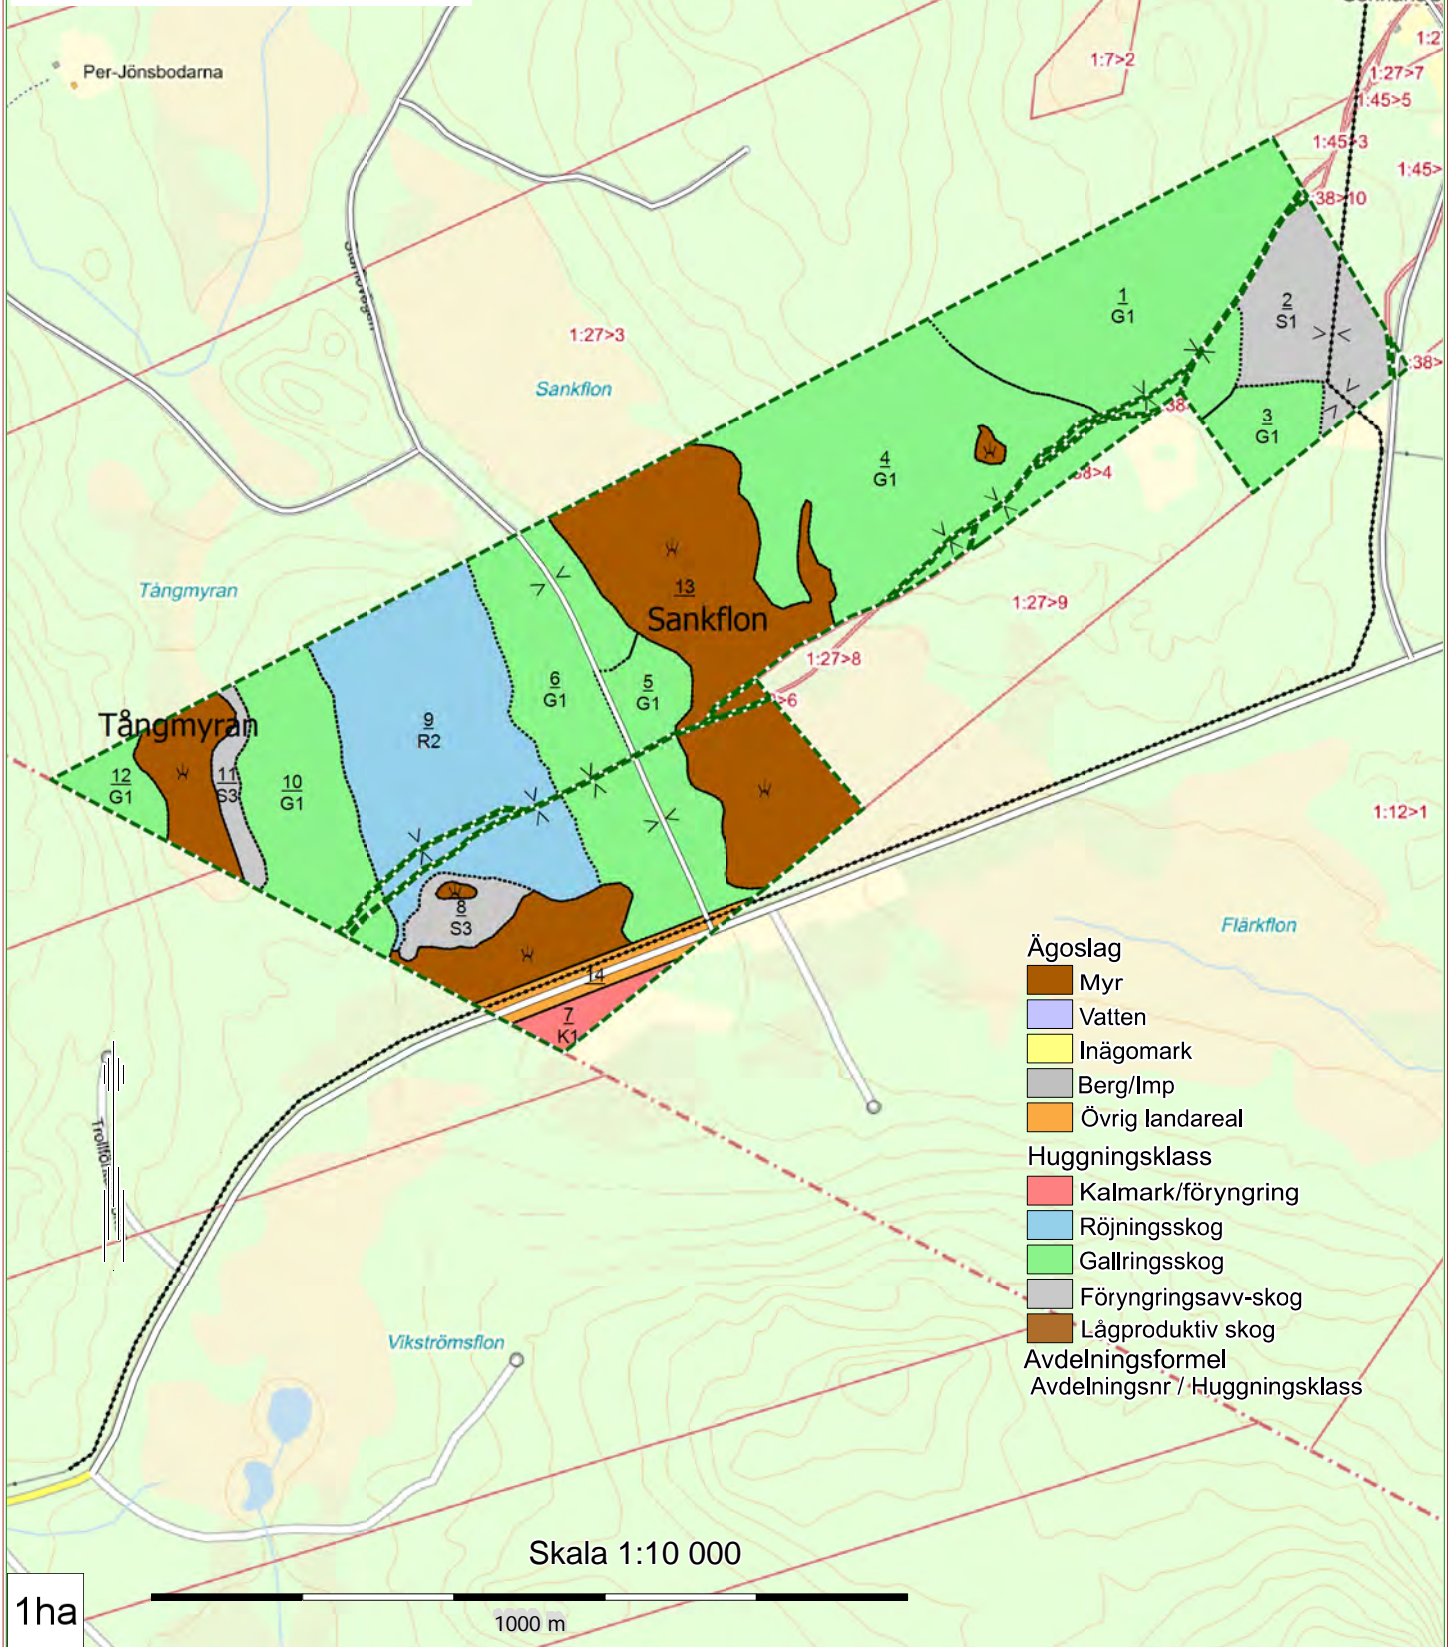 Per-Jönsbodarna
1:7>2
1:27>7
1:45>5
1:45>3
1:45>
38>10
1:27>3
Sankflon
1
G1
2
S1
:38>
38
3
G1
4
G1
38>4
Tångmyran
13
Sankflon
1:27>9
1:27>8
>6
6
G1
5
G1
Tångmyran
9
R2
12
G1
11
S3
10
G1
1:12>1
8
S3
Flärkflon
14
7
K1
Ägoslag
Myr
Vatten
Inägomark
Berg/Imp
Övrig landareal
Huggningsklass
Kalmark/föryngring
Röjningsskog
Gallringsskog
Föryngringsavv-skog
Lågproduktiv skog
Avdelningsformel
Avdelningsnr / Huggningsklass
Vikströmsflon
Skala 1:10 000
1ha
1000 m